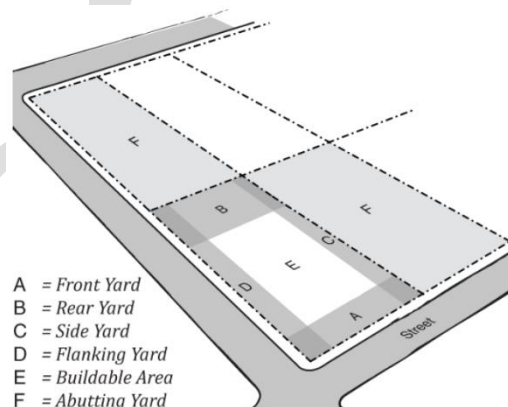 F
F
B
C
E
D
A
Street
A = Front Yard
B = Rear Yard
C = Side Yard
D = Flanking Yard
E = Buildable Area
F = Abutting Yard